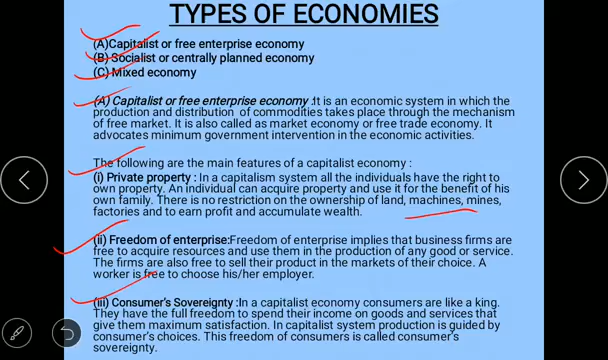 TYPES OF ECONOMIES
(A)Capitalist or free enterprise economy
(B) Socialist or centrally planned economy
(C) Mixed economy
(A) Capitalist or free enterprise economy :It is an economic system in which the
production and distribution of commodities takes place through the mechanism
of free market. It is also called as market economy or free trade economy. It
advocates minimum government intervention in the economic activities.
The following are the main features of a capitalist economy :
(i) Private property : In a capitalism system all the individuals have the right to
own property. An individual can acquire property and use it for the benefit of his
own family. There is no restriction on the ownership of land, machines, mines,
factories and to earn profit and accumulate wealth.
(ii) Freedom of enterprise:Freedom of enterprise implies that business firms are
free to acquire resources and use them in the production of any good or service.
The firms are also free to sell their product in the markets of their choice. A
worker is free to choose his/her employer.
(iii) Consumer's Sovereignty : In a capitalist economy consumers are like a king.
They have the full freedom to spend their income on goods and services that
give them maximum satisfaction. In capitalist system production is guided by
consumer's choices. This freedom of consumers is called consumer's
sovereignty.